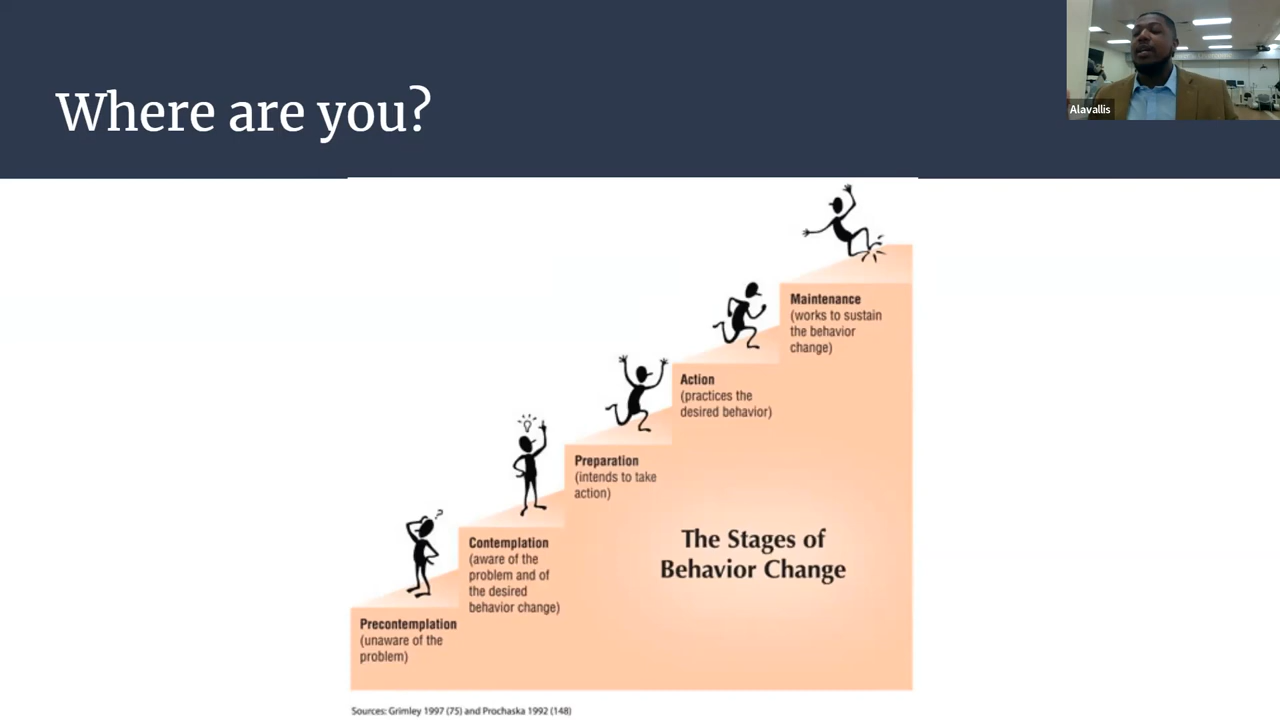 Where are you?
Alavallis
Maintenance
(works to sustain
the behavior
change)
Action
(practices the
desired behavior)
Preparation
(intends to take
action)
Contemplation
(aware of the
problem and of
the desired
behavior change)
Precontemplation
(unaware of the
problem)
The Stages of
Behavior Change
?
Sources: Grimley 1997 (75) and Prochaska 1992 (148)